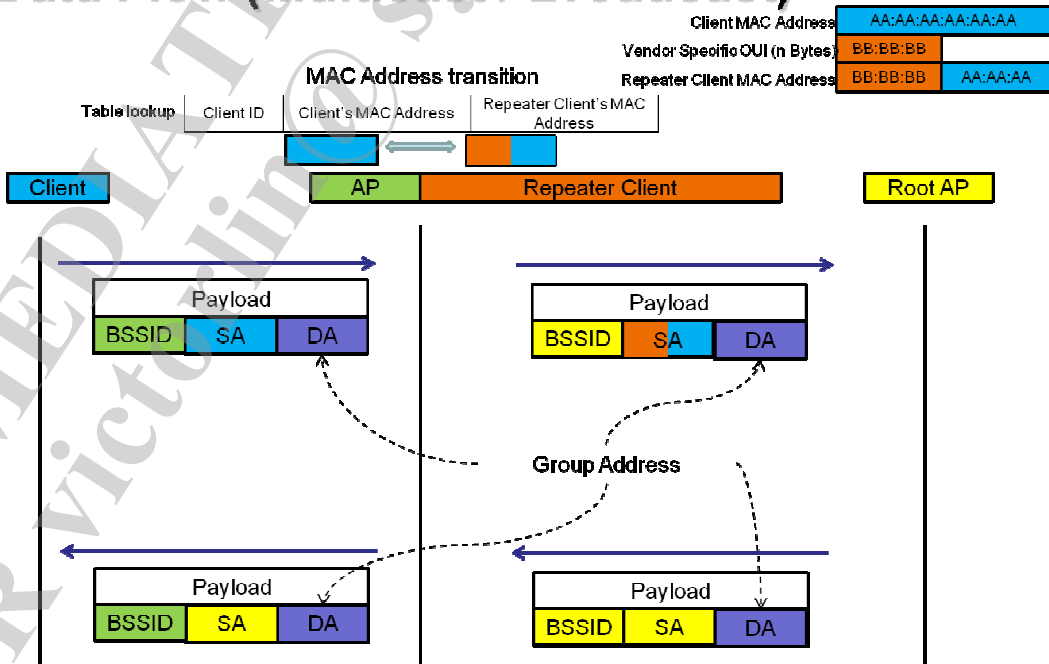 Client MAC Address AA:AA:AA:AA:AA:AA
Vendor Specific OUI (n Bytes) BB:BB:BB
Repeater Client MAC Address BB:BB:BB AA:AA:AA
MAC Address transition
Table lookup Client ID Client's MAC Address Repeater Client's MAC Address
Client AP Repeater Client Root AP
Payload Payload
BSSID SA DA BSSID SA DA
Group Address
Payload Payload
BSSID SA DA BSSID SA DA